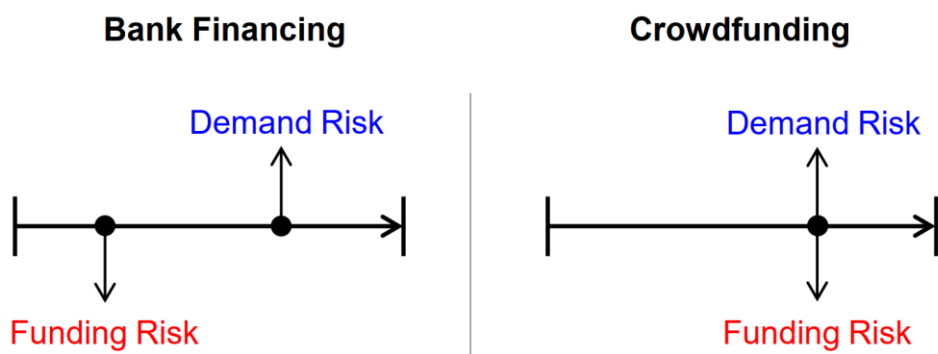 Bank Financing
Demand Risk
Funding Risk
Crowdfunding
Demand Risk
Funding Risk